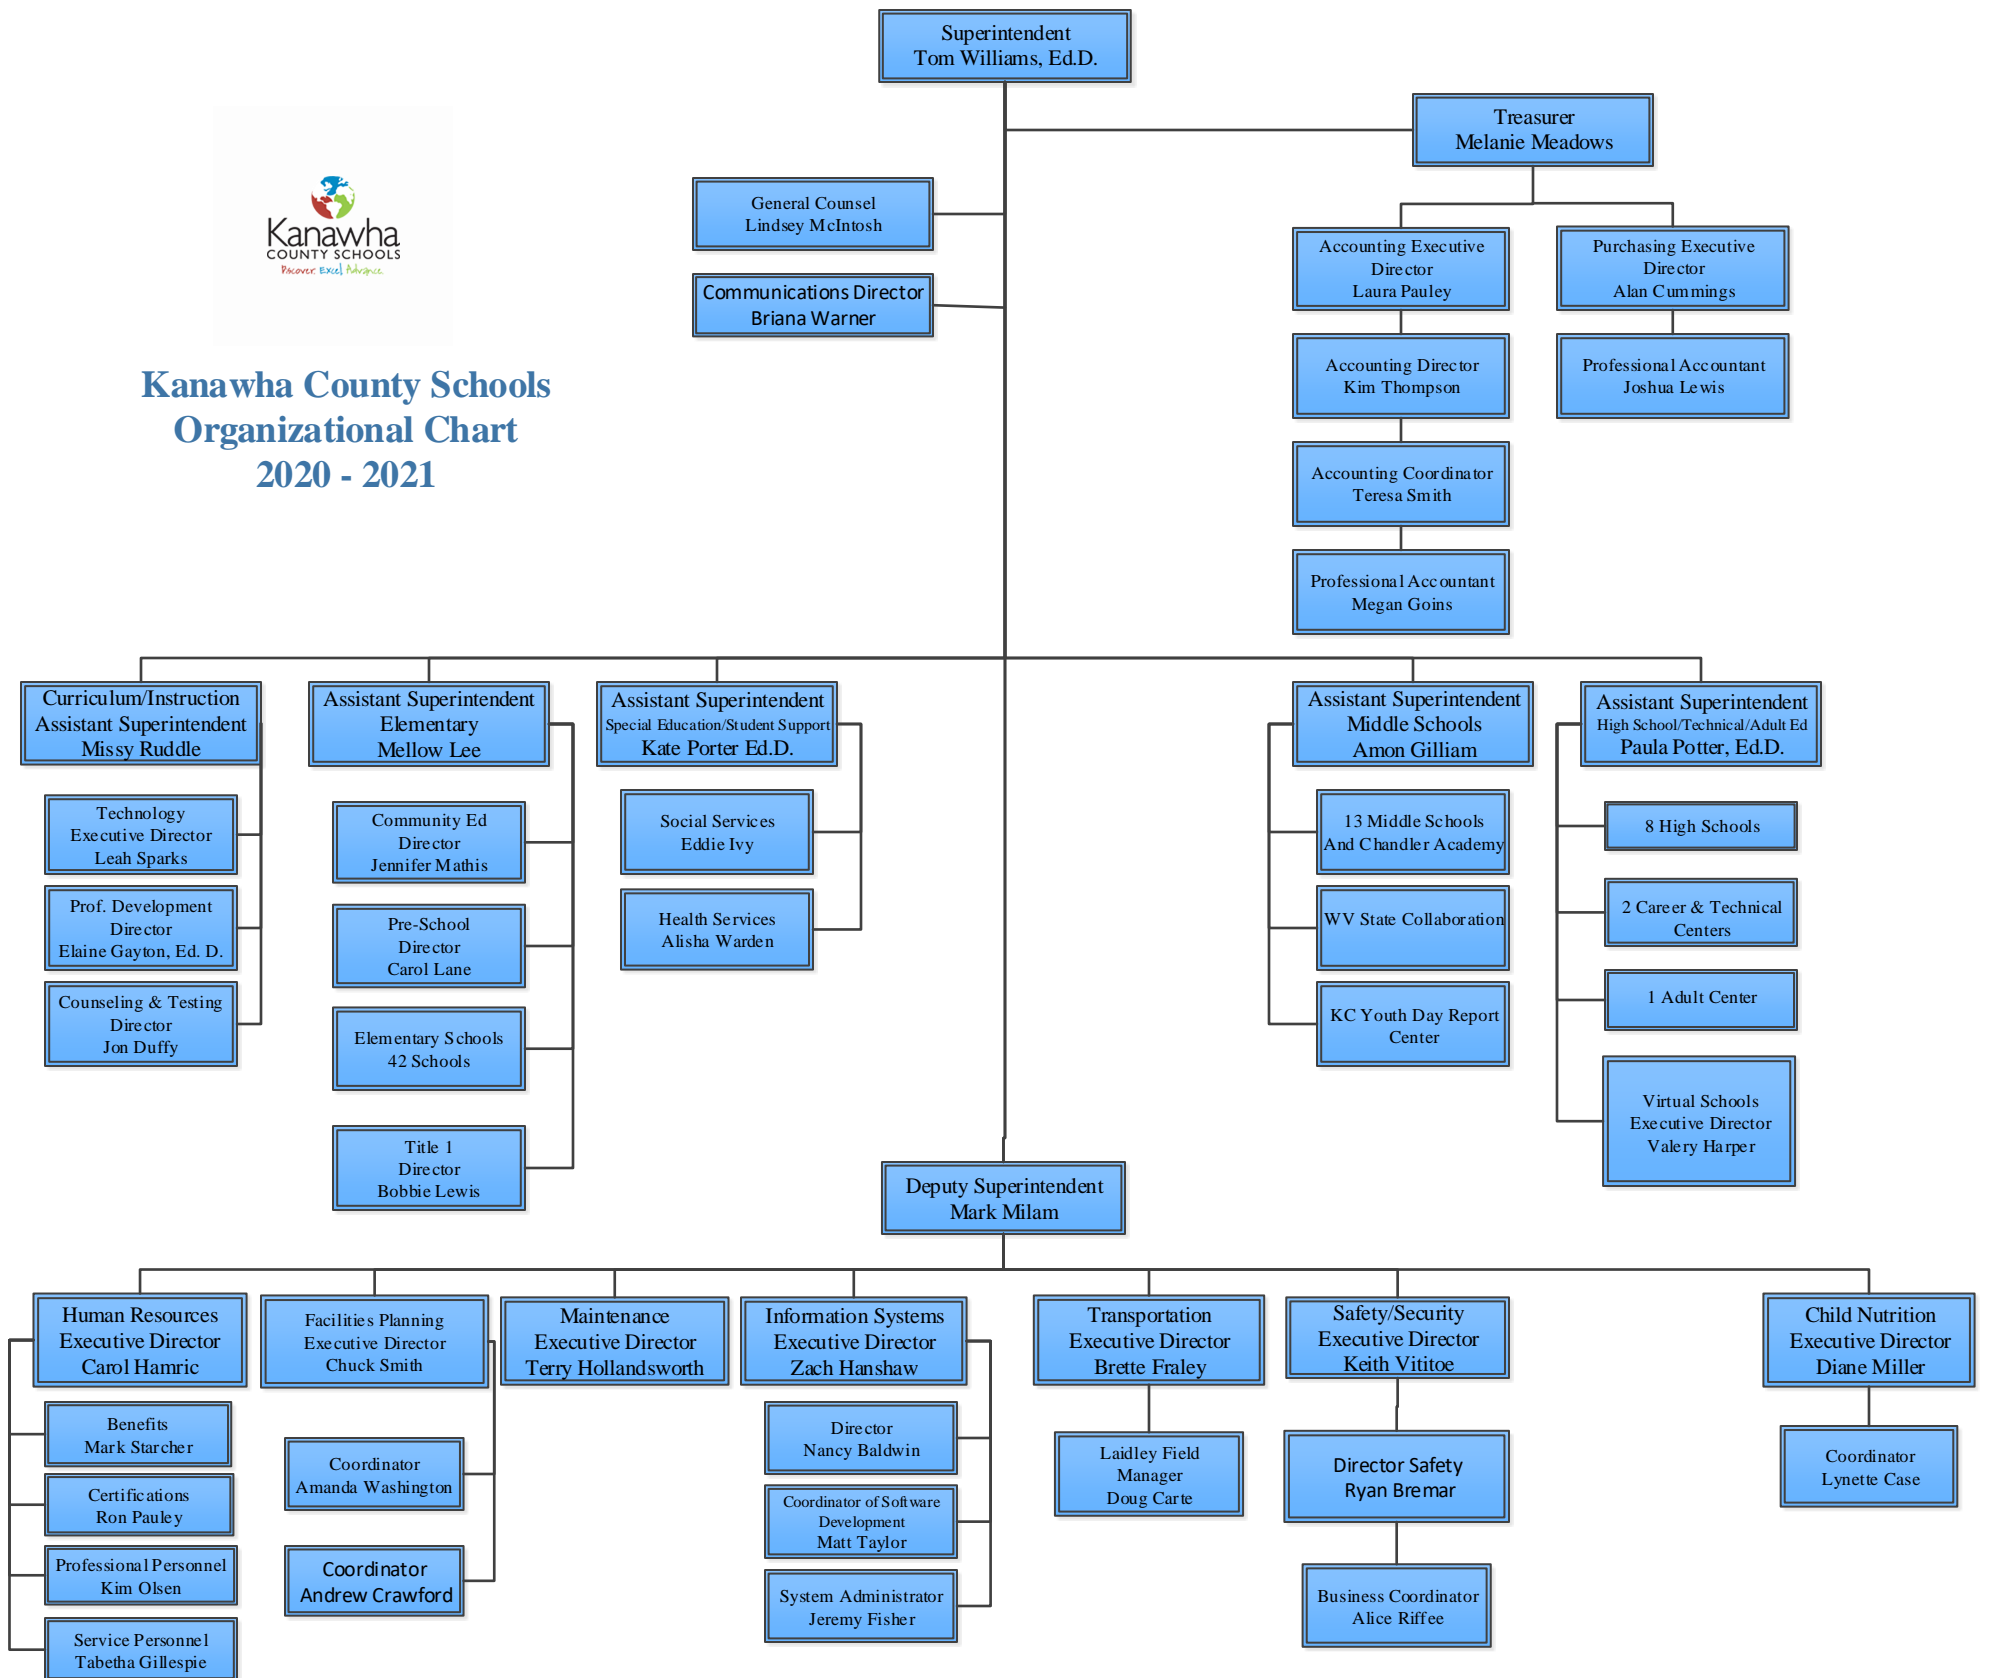 Superintendent
Tom Williams, Ed.D.
Treasurer
Melanie Meadows
General Counsel
Lindsey McIntosh
Communications Director
Briana Warner
Kanawha
COUNTY SCHOOLS
Discover. Excel. Advance.
Kanawha County Schools
Organizational Chart
2020 - 2021
Accounting Executive
Director
Laura Pauley
Purchasing Executive
Director
Alan Cummings
Accounting Director
Kim Thompson
Professional Accountant
Joshua Lewis
Accounting Coordinator
Teresa Smith
Professional Accountant
Megan Goins
Curriculum/Instruction
Assistant Superintendent
Missy Ruddle
Technology
Executive Director
Leah Sparks
Prof. Development
Director
Elaine Gayton, Ed. D.
Counseling & Testing
Director
Jon Duffy
Assistant Superintendent
Elementary
Mellow Lee
Community Ed
Director
Jennifer Mathis
Pre-School
Director
Carol Lane
Elementary Schools
42 Schools
Title 1
Director
Bobbie Lewis
Assistant Superintendent
Special Education/Student Support
Kate Porter Ed.D.
Social Services
Eddie Ivy
Health Services
Alisha Warden
Assistant Superintendent
Middle Schools
Amon Gilliam
13 Middle Schools
And Chandler Academy
WV State Collaboration
KC Youth Day Report
Center
Assistant Superintendent
High School/Technical/Adult Ed
Paula Potter, Ed.D.
8 High Schools
2 Career & Technical
Centers
1 Adult Center
Virtual Schools
Executive Director
Valery Harper
Deputy Superintendent
Mark Milam
Human Resources
Executive Director
Carol Hamric
Benefits
Mark Starcher
Certifications
Ron Pauley
Professional Personnel
Kim Olsen
Service Personnel
Tabetha Gillespie
Facilities Planning
Executive Director
Chuck Smith
Coordinator
Amanda Washington
Coordinator
Andrew Crawford
Maintenance
Executive Director
Terry Hollandsworth
Information Systems
Executive Director
Zach Hanshaw
Director
Nancy Baldwin
Coordinator of Software
Development
Matt Taylor
System Administrator
Jeremy Fisher
Transportation
Executive Director
Brette Fraley
Laidley Field
Manager
Doug Carte
Safety/Security
Executive Director
Keith Vititoe
Director Safety
Ryan Bremar
Business Coordinator
Alice Riffee
Child Nutrition
Executive Director
Diane Miller
Coordinator
Lynette Case